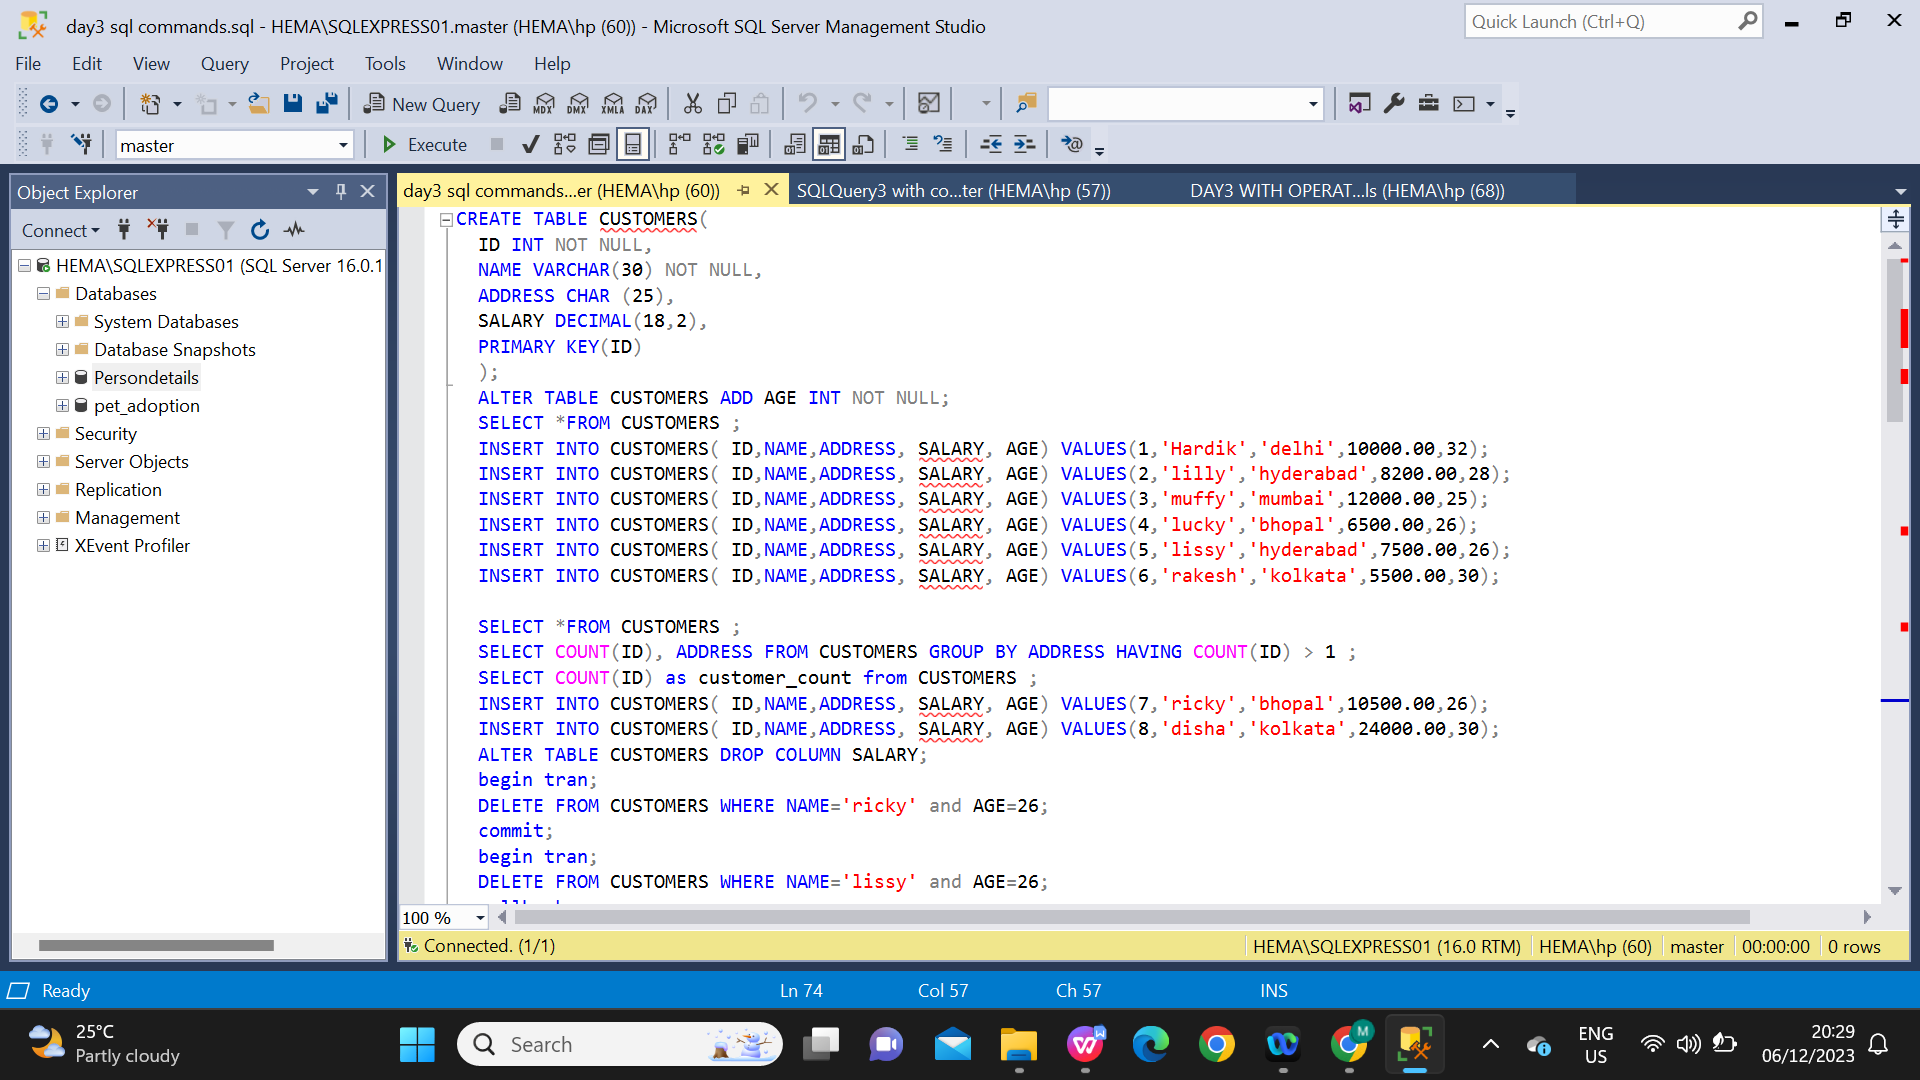 day3 sql commands.sql - HEMA\SQLEXPRESS01.master (HEMA\hp (60)) - Microsoft SQL Server Management Studio
Quick Launch (Ctrl+Q)
File Edit View Query Project Tools Window Help
New Query MDX DMX XMLA DAX
master Execute
Object Explorer
day3 sql commands...er (HEMA\hp (60)) SQLQuery3 with co...ter (HEMA\hp (57)) DAY3 WITH OPERAT...ls (HEMA\hp (68))
Connect
HEMA\SQLEXPRESS01 (SQL Server 16.0.1
Databases
System Databases
Database Snapshots
Persondetails
pet_adoption
Security
Server Objects
Replication
Management
XEvent Profiler
CREATE TABLE CUSTOMERS(
ID INT NOT NULL,
NAME VARCHAR(30) NOT NULL,
ADDRESS CHAR (25),
SALARY DECIMAL(18,2),
PRIMARY KEY(ID)
);
ALTER TABLE CUSTOMERS ADD AGE INT NOT NULL;
SELECT *FROM CUSTOMERS ;
INSERT INTO CUSTOMERS( ID,NAME,ADDRESS, SALARY, AGE) VALUES(1,'Hardik','delhi',10000.00,32);
INSERT INTO CUSTOMERS( ID,NAME,ADDRESS, SALARY, AGE) VALUES(2,'lilly','hyderabad',8200.00,28);
INSERT INTO CUSTOMERS( ID,NAME,ADDRESS, SALARY, AGE) VALUES(3,'muffy','mumbai',12000.00,25);
INSERT INTO CUSTOMERS( ID,NAME,ADDRESS, SALARY, AGE) VALUES(4,'lucky','bhopal',6500.00,26);
INSERT INTO CUSTOMERS( ID,NAME,ADDRESS, SALARY, AGE) VALUES(5,'lissy','hyderabad',7500.00,26);
INSERT INTO CUSTOMERS( ID,NAME,ADDRESS, SALARY, AGE) VALUES(6,'rakesh','kolkata',5500.00,30);
SELECT *FROM CUSTOMERS ;
SELECT COUNT(ID), ADDRESS FROM CUSTOMERS GROUP BY ADDRESS HAVING COUNT(ID) > 1 ;
SELECT COUNT(ID) as customer_count from CUSTOMERS ;
INSERT INTO CUSTOMERS( ID,NAME,ADDRESS, SALARY, AGE) VALUES(7,'ricky','bhopal',10500.00,26);
INSERT INTO CUSTOMERS( ID,NAME,ADDRESS, SALARY, AGE) VALUES(8,'disha','kolkata',24000.00,30);
ALTER TABLE CUSTOMERS DROP COLUMN SALARY;
begin tran;
DELETE FROM CUSTOMERS WHERE NAME='ricky' and AGE=26;
commit;
begin tran;
DELETE FROM CUSTOMERS WHERE NAME='lissy' and AGE=26;
100 %
Connected. (1/1) HEMA\SQLEXPRESS01 (16.0 RTM) HEMA\hp (60) master 00:00:00 0 rows
Ready Ln 74 Col 57 Ch 57 INS
25°C
Partly cloudy
Search
M
ENG
US
20:29
06/12/2023